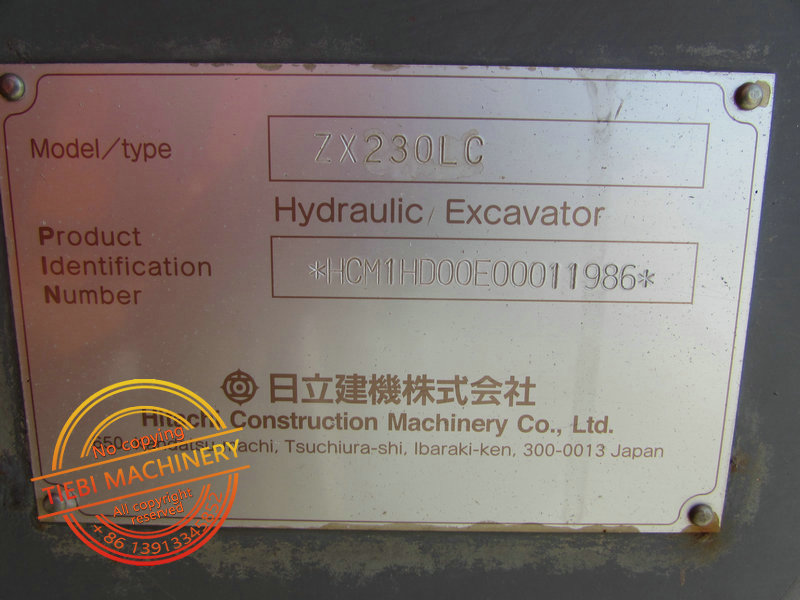 Model/type
ZX230LC
Hydraulic Excavator
Product
Identification
Number
*HCM1HD00E00011986*
日立建機株式会社
Hitachi Construction Machinery Co., Ltd.
Tsuchiura-shi, Ibaraki-ken, 300-0013 Japan
No copying
TIEBI MACHINERY
All copyright
reserved